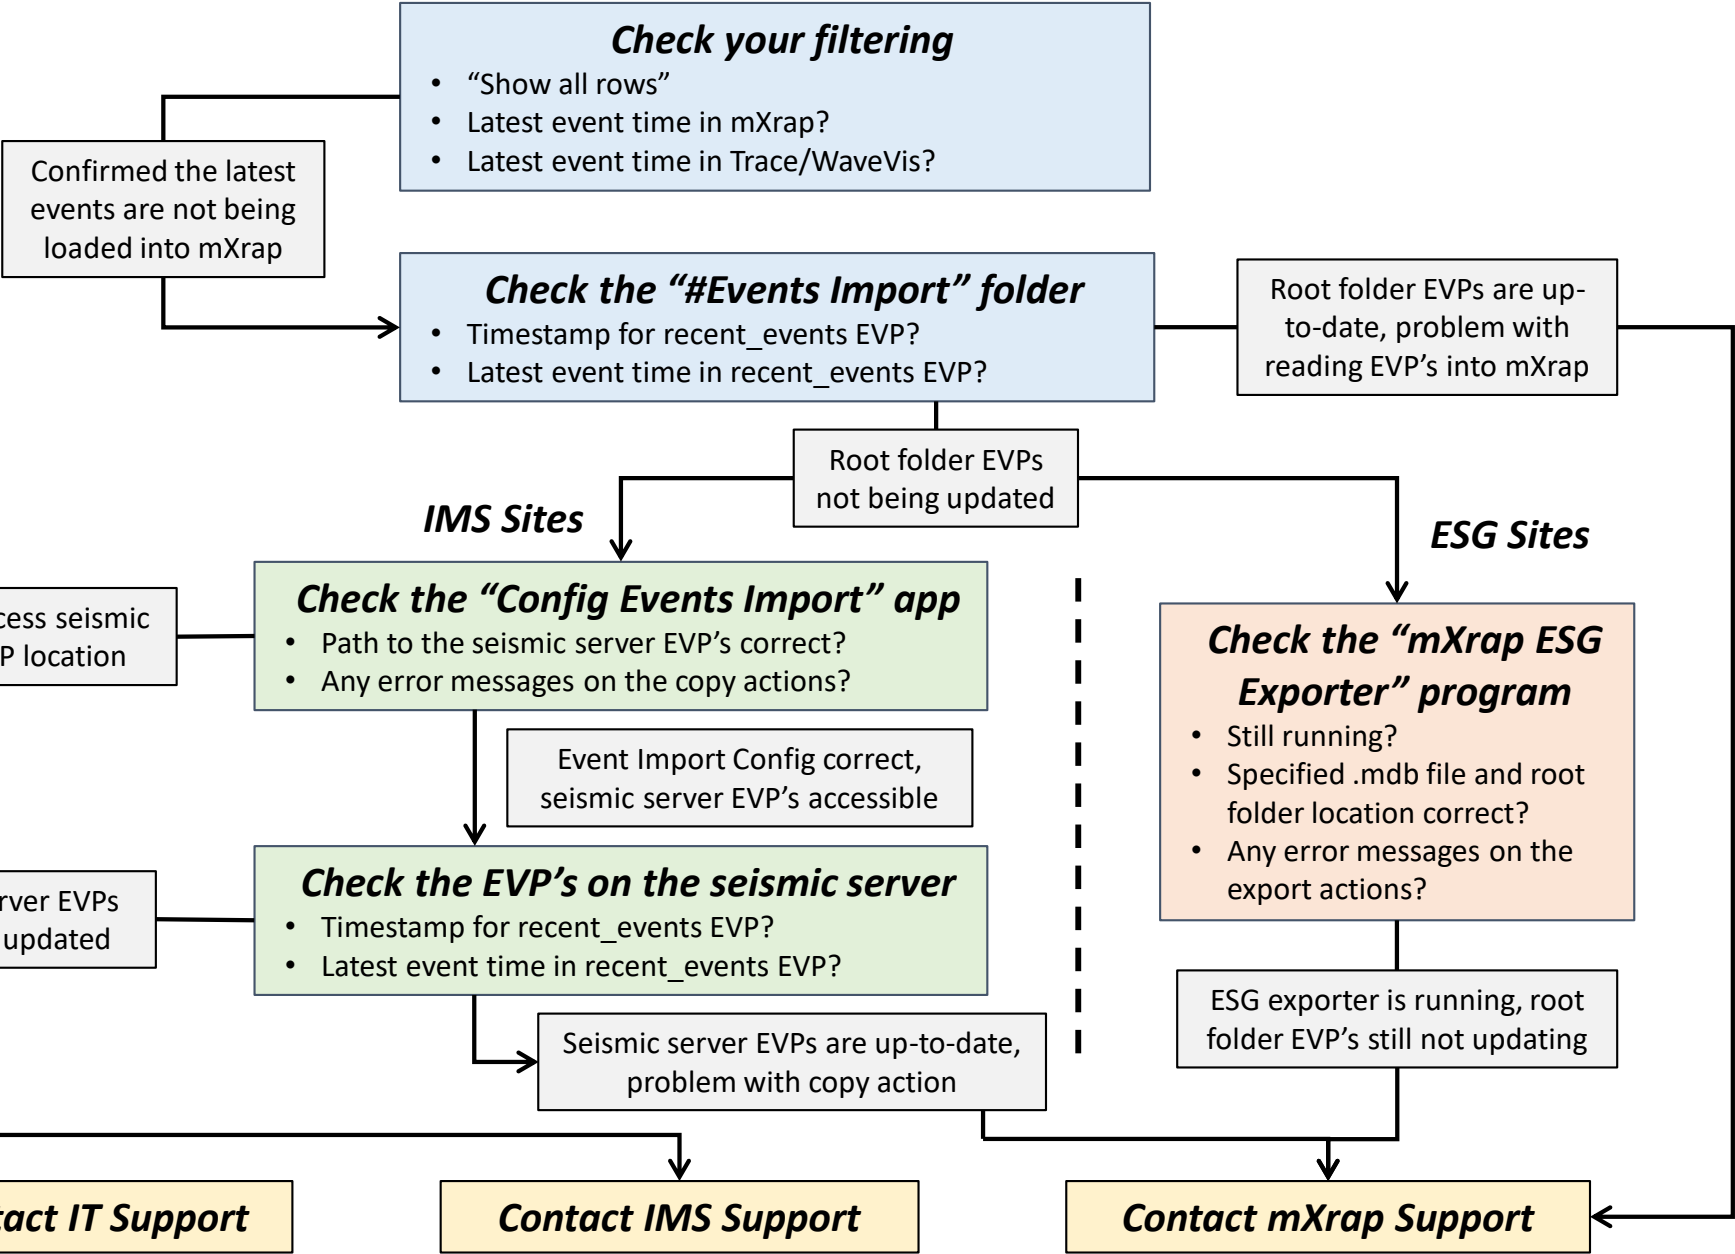 Check your filtering
• “Show all rows”
• Latest event time in mXrap?
• Latest event time in Trace/WaveVis?
Confirmed the latest
events are not being
loaded into mXrap
Check the “#Events Import” folder
• Timestamp for recent_events EVP?
• Latest event time in recent_events EVP?
Root folder EVPs are up-
to-date, problem with
reading EVP’s into mXrap
Root folder EVPs
not being updated
IMS Sites
ESG Sites
Check the “Config Events Import” app
• Path to the seismic server EVP’s correct?
• Any error messages on the copy actions?
seismic
location
Event Import Config correct,
seismic server EVP’s accessible
Check the EVP’s on the seismic server
• Timestamp for recent_events EVP?
• Latest event time in recent_events EVP?
EVPs
updated
Seismic server EVPs are up-to-date,
problem with copy action
Check the “mXrap ESG
Exporter” program
• Still running?
• Specified .mdb file and root
folder location correct?
• Any error messages on the
export actions?
ESG exporter is running, root
folder EVP’s still not updating
IT Support
Contact IMS Support
Contact mXrap Support